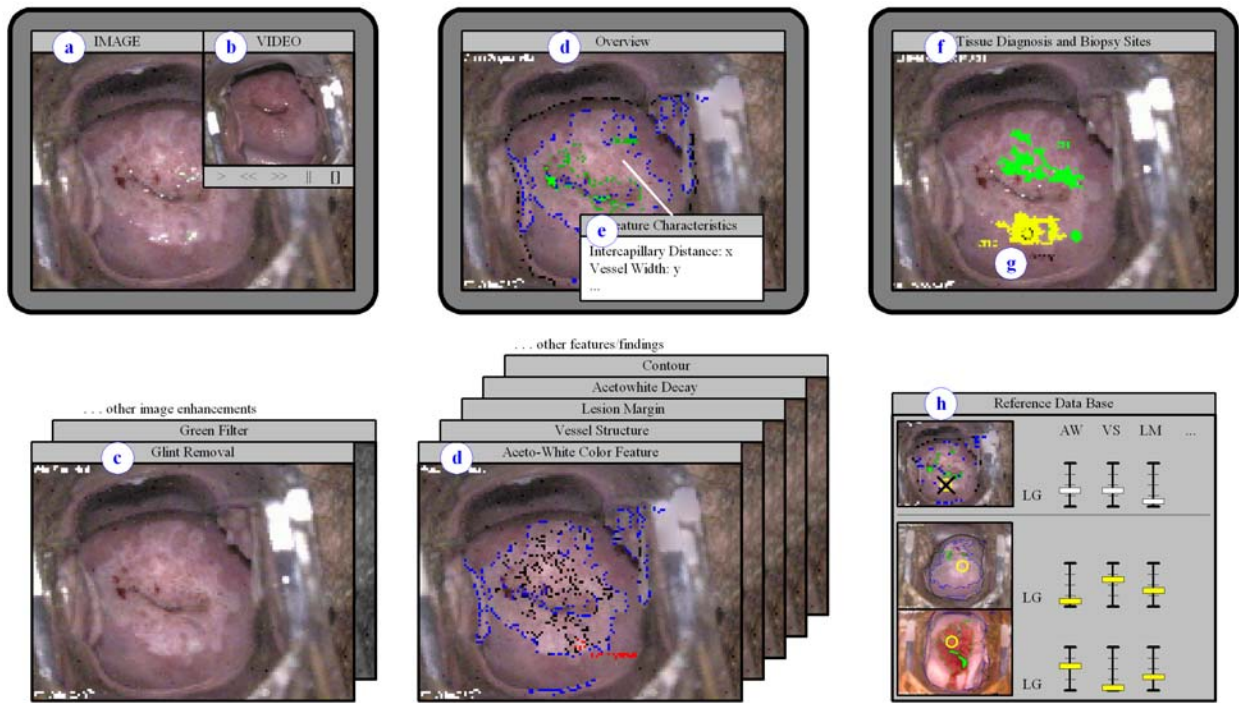 a IMAGE
b VIDEO
> << >> || []
d Overview
e Feature Characteristics
Intercapillary Distance: x
Vessel Width: y
...
f Tissue Diagnosis and Biopsy Sites
g
. . . other image enhancements
Green Filter
c Glint Removal
. . . other features/findings
Contour
Acetowhite Decay
Lesion Margin
Vessel Structure
d Aceto-White Color Feature
h Reference Data Base
AW VS LM ...
LG
LG
LG